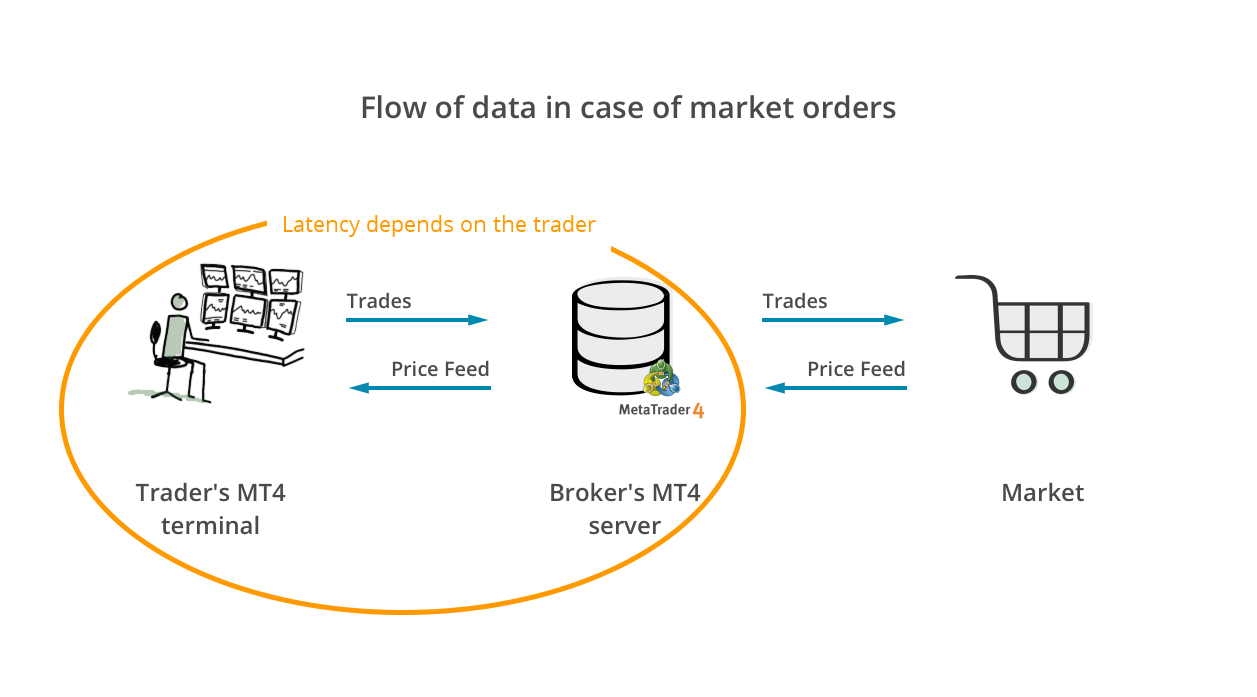 Flow of data in case of market orders
Latency depends on the trader
Trades
Trades
Price Feed
Price Feed
MetaTrader 4
Trader's MT4
terminal
Broker's MT4
server
Market